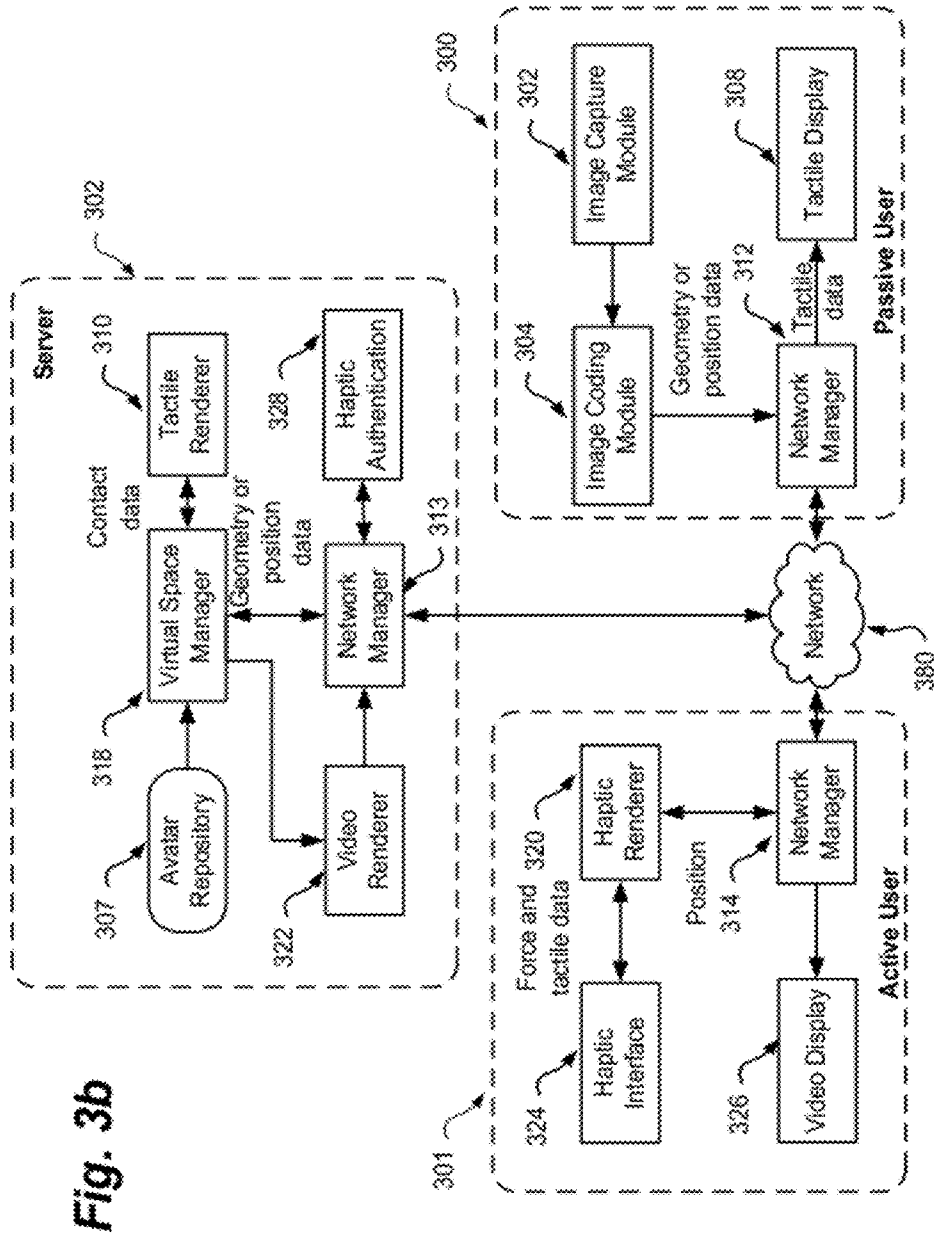 Fig. 3b
Server
302
307
Avatar
Repository
318
Virtual Space
Manager
Contact
data
310
Tactile
Renderer
322
Video
Renderer
Geometry or
position
data
Network
Manager
313
328
Haptic
Authentication
301
324
Haptic
Interface
Force and
tactile data
320
Haptic
Renderer
Position
314
326
Video Display
Network
Manager
Active User
Network
380
300
304
Image Coding
Module
302
Image Capture
Module
Geometry or
position data
312
Network
Manager
Tactile
data
308
Tactile Display
Passive User